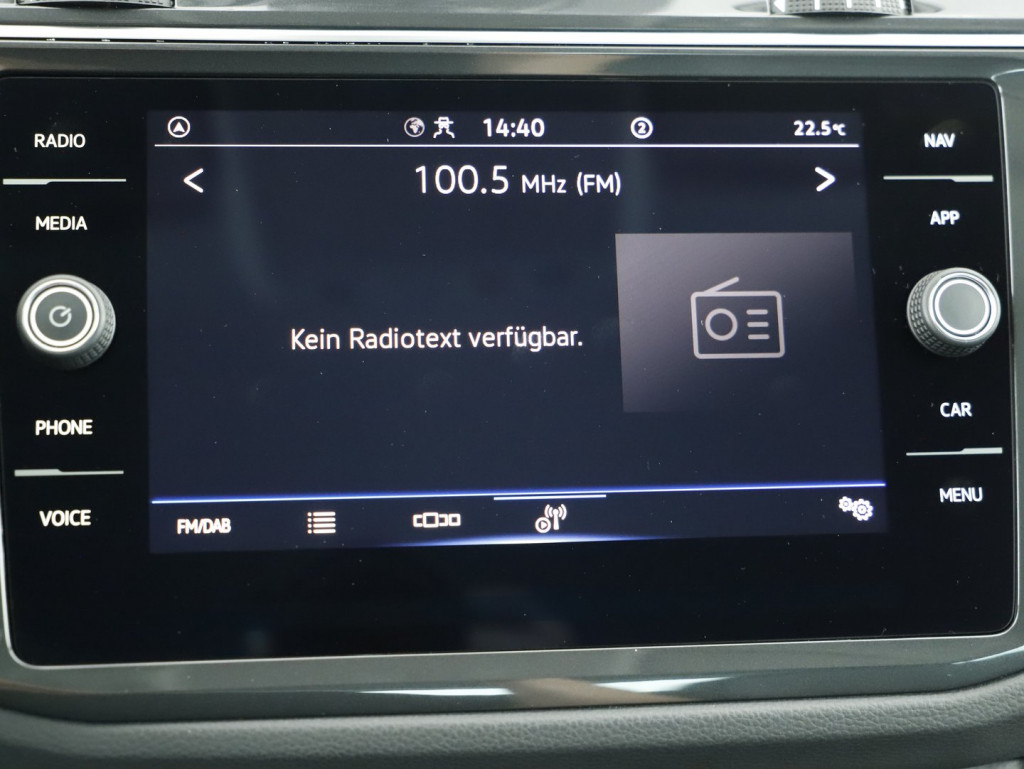 RADIO
MEDIA
PHONE
VOICE
14:40
2
22.5°C
< 100.5 MHz (FM) >
Kein Radiotext verfügbar.
FM/DAB
NAV
APP
CAR
MENU